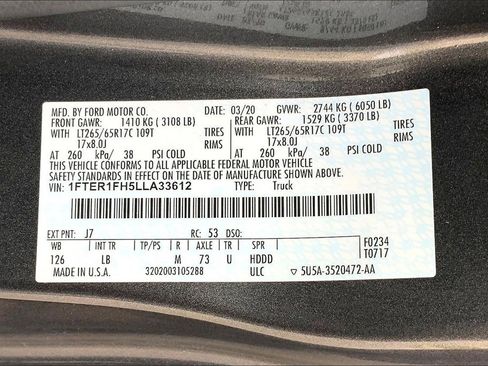 MFD. BY FORD MOTOR CO. 03/20 GVWR: 2744 KG ( 6050 LB)
FRONT GAWR: 1410 KG ( 3108 LB) REAR GAWR: 1529 KG ( 3370 LB)
WITH LT265/65R17C 109T TIRES WITH LT265/65R17C 109T TIRES
17x8.0J RIMS 17x8.0J RIMS
AT 260 kPa/ 38 PSI COLD AT 260 kPa/ 38 PSI COLD
THIS VEHICLE CONFORMS TO ALL APPLICABLE FEDERAL MOTOR VEHICLE
SAFETY STANDARDS IN EFFECT ON THE DATE OF MANUFACTURE SHOWN ABOVE.
VIN: 1FTER1FH5LLA33612 TYPE: Truck
EXT PNT: J7 RC: 53 DSO:
WB INT TR TP/PS R AXLE TR SPR F0234
126 LB M 73 U HDDD T0717
MADE IN U.S.A. 3202003105288 ULC 5U5A-3520472-AA